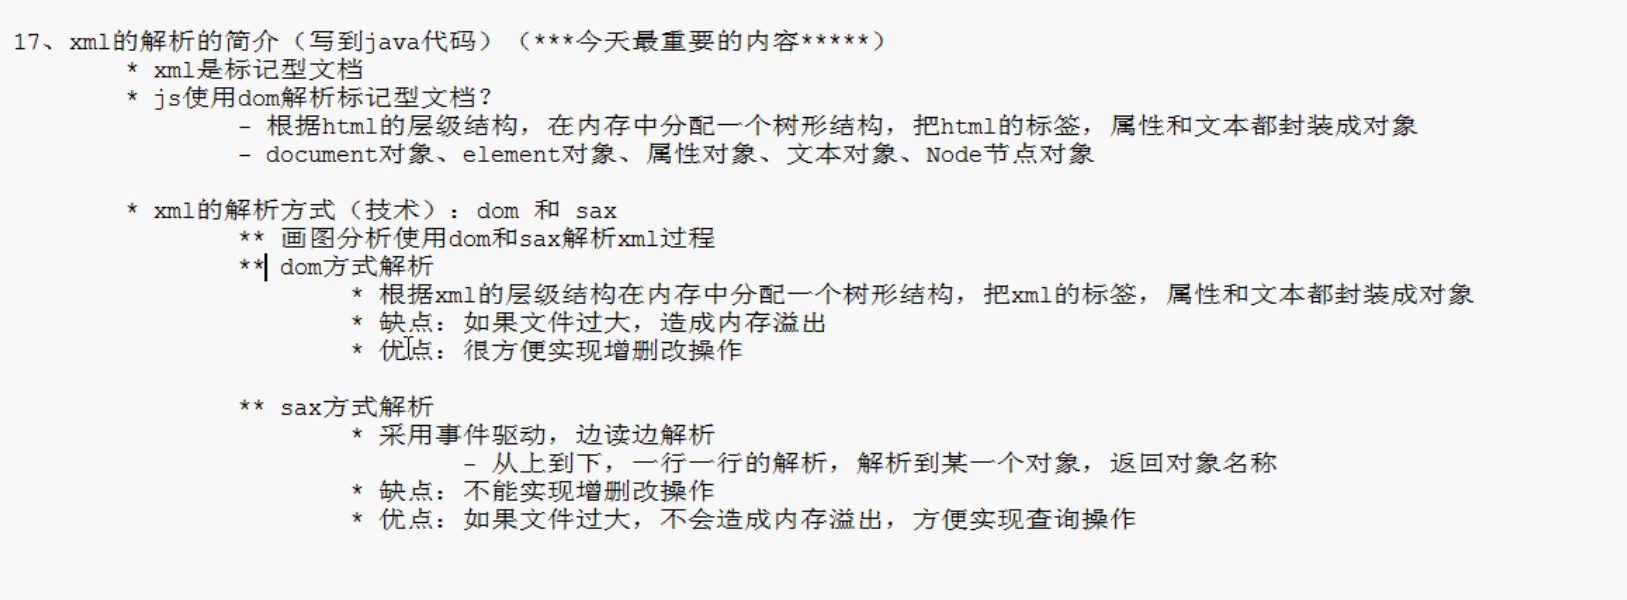 17、xml的解析的简介（写到java代码）（***今天最重要的内容*****）
* xml是标记型文档
* js使用dom解析标记型文档?
- 根据html的层级结构，在内存中分配一个树形结构，把html的标签，属性和文本都封装成对象
- document对象、element对象、属性对象、文本对象、Node节点对象
* xml的解析方式（技术）：dom 和 sax
** 画图分析使用dom和sax解析xml过程
** dom方式解析
* 根据xml的层级结构在内存中分配一个树形结构，把xml的标签，属性和文本都封装成对象
* 缺点：如果文件过大，造成内存溢出
* 优点：很方便实现增删改操作
** sax方式解析
* 采用事件驱动，边读边解析
- 从上到下，一行一行的解析，解析到某一个对象，返回对象名称
* 缺点：不能实现增删改操作
* 优点：如果文件过大，不会造成内存溢出，方便实现查询操作